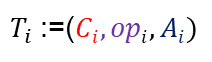 Tᵢ :=(Cᵢ,opᵢ,Aᵢ)